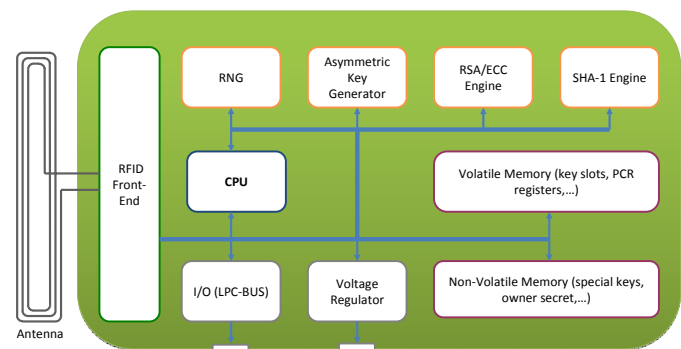 RNG
Asymmetric
Key
Generator
RSA/ECC
Engine
SHA-1 Engine
RFID
Front-
End
CPU
Volatile Memory (key slots, PCR
registers,...)
I/O (LPC-BUS)
Voltage
Regulator
Non-Volatile Memory (special keys,
owner secret,...)
Antenna